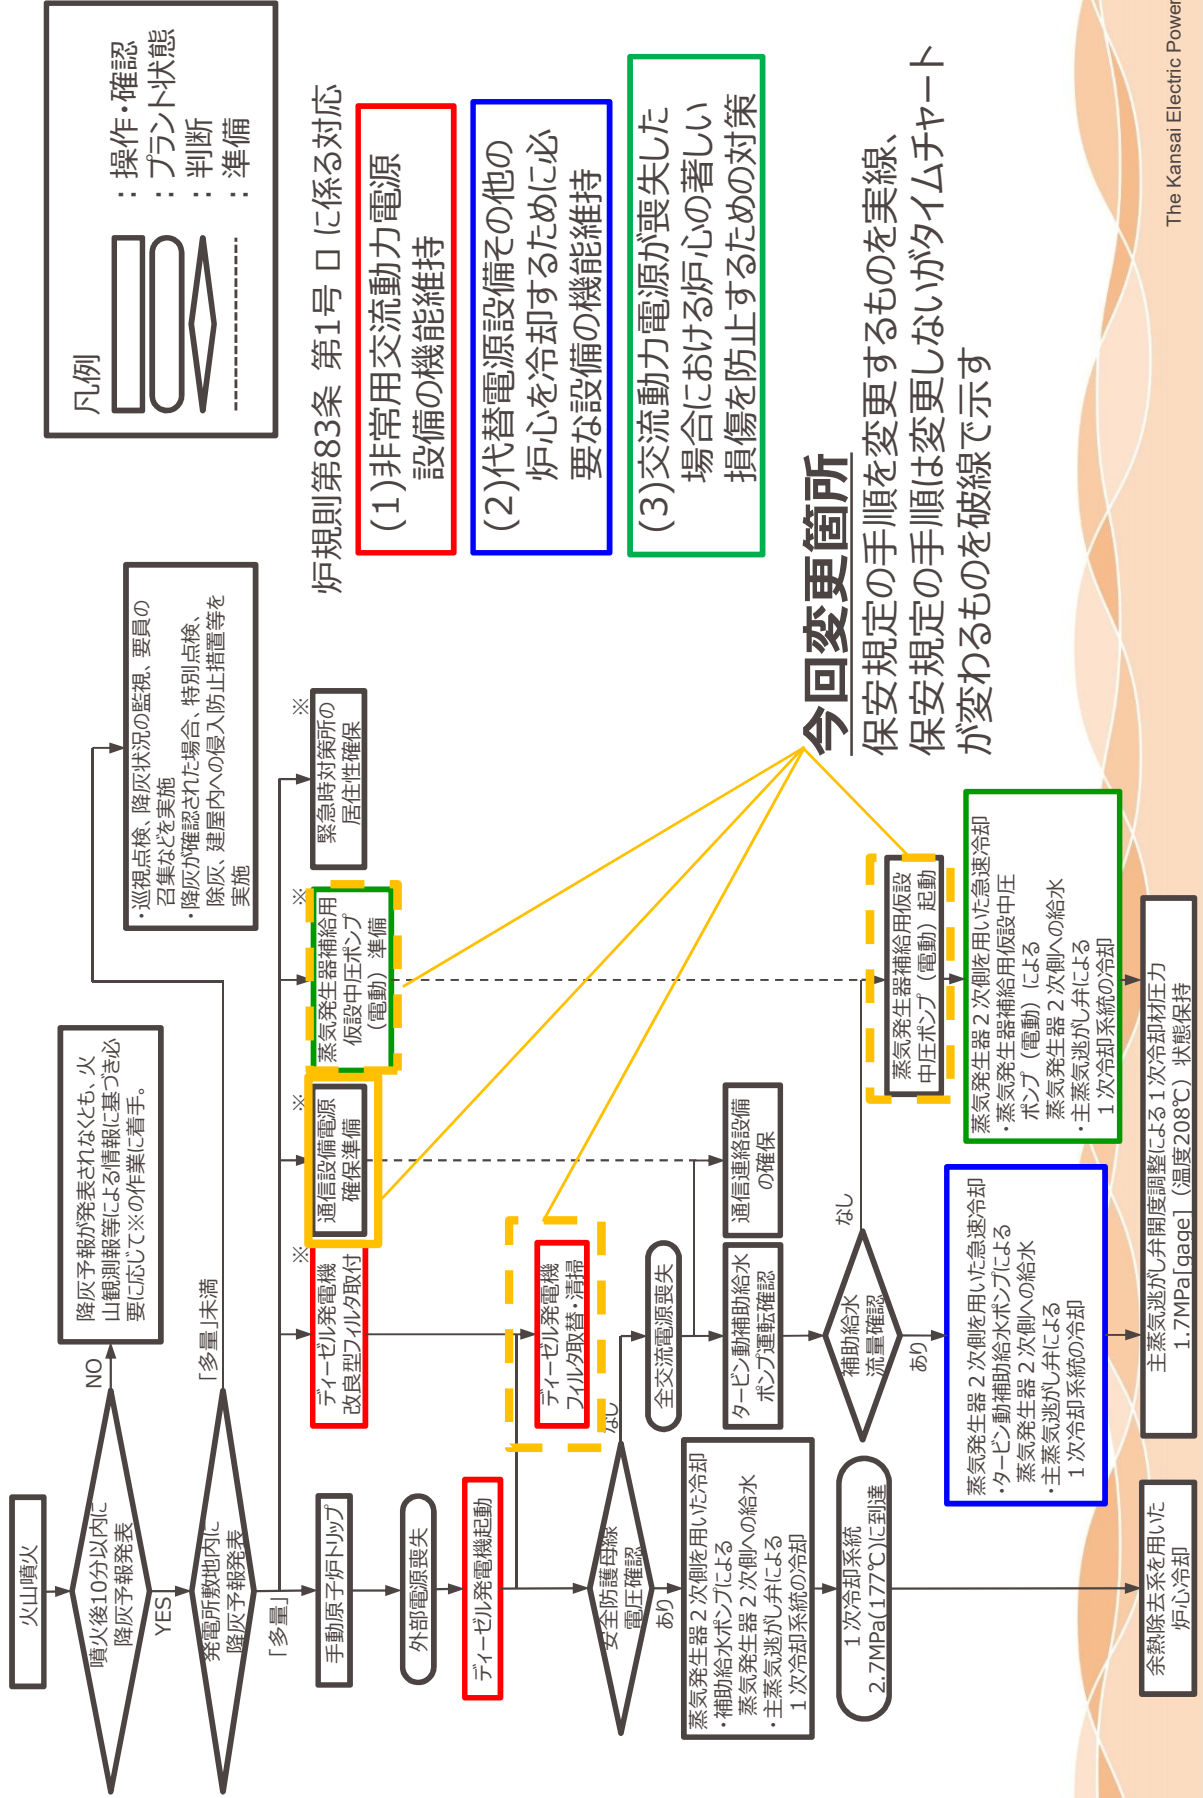 火山噴火
噴火後10分以内に
降灰予報発表
NO
YES
降灰予報が発表されなくとも、火
山観測報等による情報に基づき必
要に応じて※の作業に着手。
発電所敷地内に
降灰予報発表
「多量」未満
「多量」
・巡視点検、降灰状況の監視、要員の
召集などを実施
・降灰が確認された場合、特別点検、
除灰、建屋内への侵入防止措置等を
実施
手動原子炉トリップ
※
ディーゼル発電機
改良型フィルタ取付
※
通信設備電源
確保準備
※
蒸気発生器補給用
仮設中圧ポンプ
（電動）準備
※
緊急時対策所の
居住性確保
外部電源喪失
ディーゼル発電機起動
ディーゼル発電機
フィルタ取替・清掃
安全防護母線
電圧確認
なし
あり
全交流電源喪失
蒸気発生器２次側を用いた冷却
・補助給水ポンプによる
蒸気発生器２次側への給水
・主蒸気逃がし弁による
１次冷却系統の冷却
タービン動補助給水
ポンプ運転確認
通信連絡設備
の確保
１次冷却系統
2.7MPa(177℃)に到達
補助給水
流量確認
なし
あり
蒸気発生器補給用仮設
中圧ポンプ（電動）起動
蒸気発生器２次側を用いた急速冷却
・タービン動補助給水ポンプによる
蒸気発生器２次側への給水
・主蒸気逃がし弁による
１次冷却系統の冷却
蒸気発生器２次側を用いた急速冷却
・蒸気発生器補給用仮設中圧
ポンプ（電動）による
蒸気発生器２次側への給水
・主蒸気逃がし弁による
１次冷却系統の冷却
余熱除去系を用いた
炉心冷却
主蒸気逃がし弁開度調整による１次冷却材圧力
1.7MPa[gage]（温度208℃）状態保持
凡例
：操作・確認
：プラント状態
：判断
：準備
炉規則第83条 第1号 ロ に係る対応
(1)非常用交流動力電源
設備の機能維持
(2)代替電源設備その他の
炉心を冷却するために必
要な設備の機能維持
(3)交流動力電源が喪失した
場合における炉心の著しい
損傷を防止するための対策
今回変更箇所
保安規定の手順を変更するものを実線、
保安規定の手順は変更しないがタイムチャート
が変わるものを破線で示す
The Kansai Electric Power